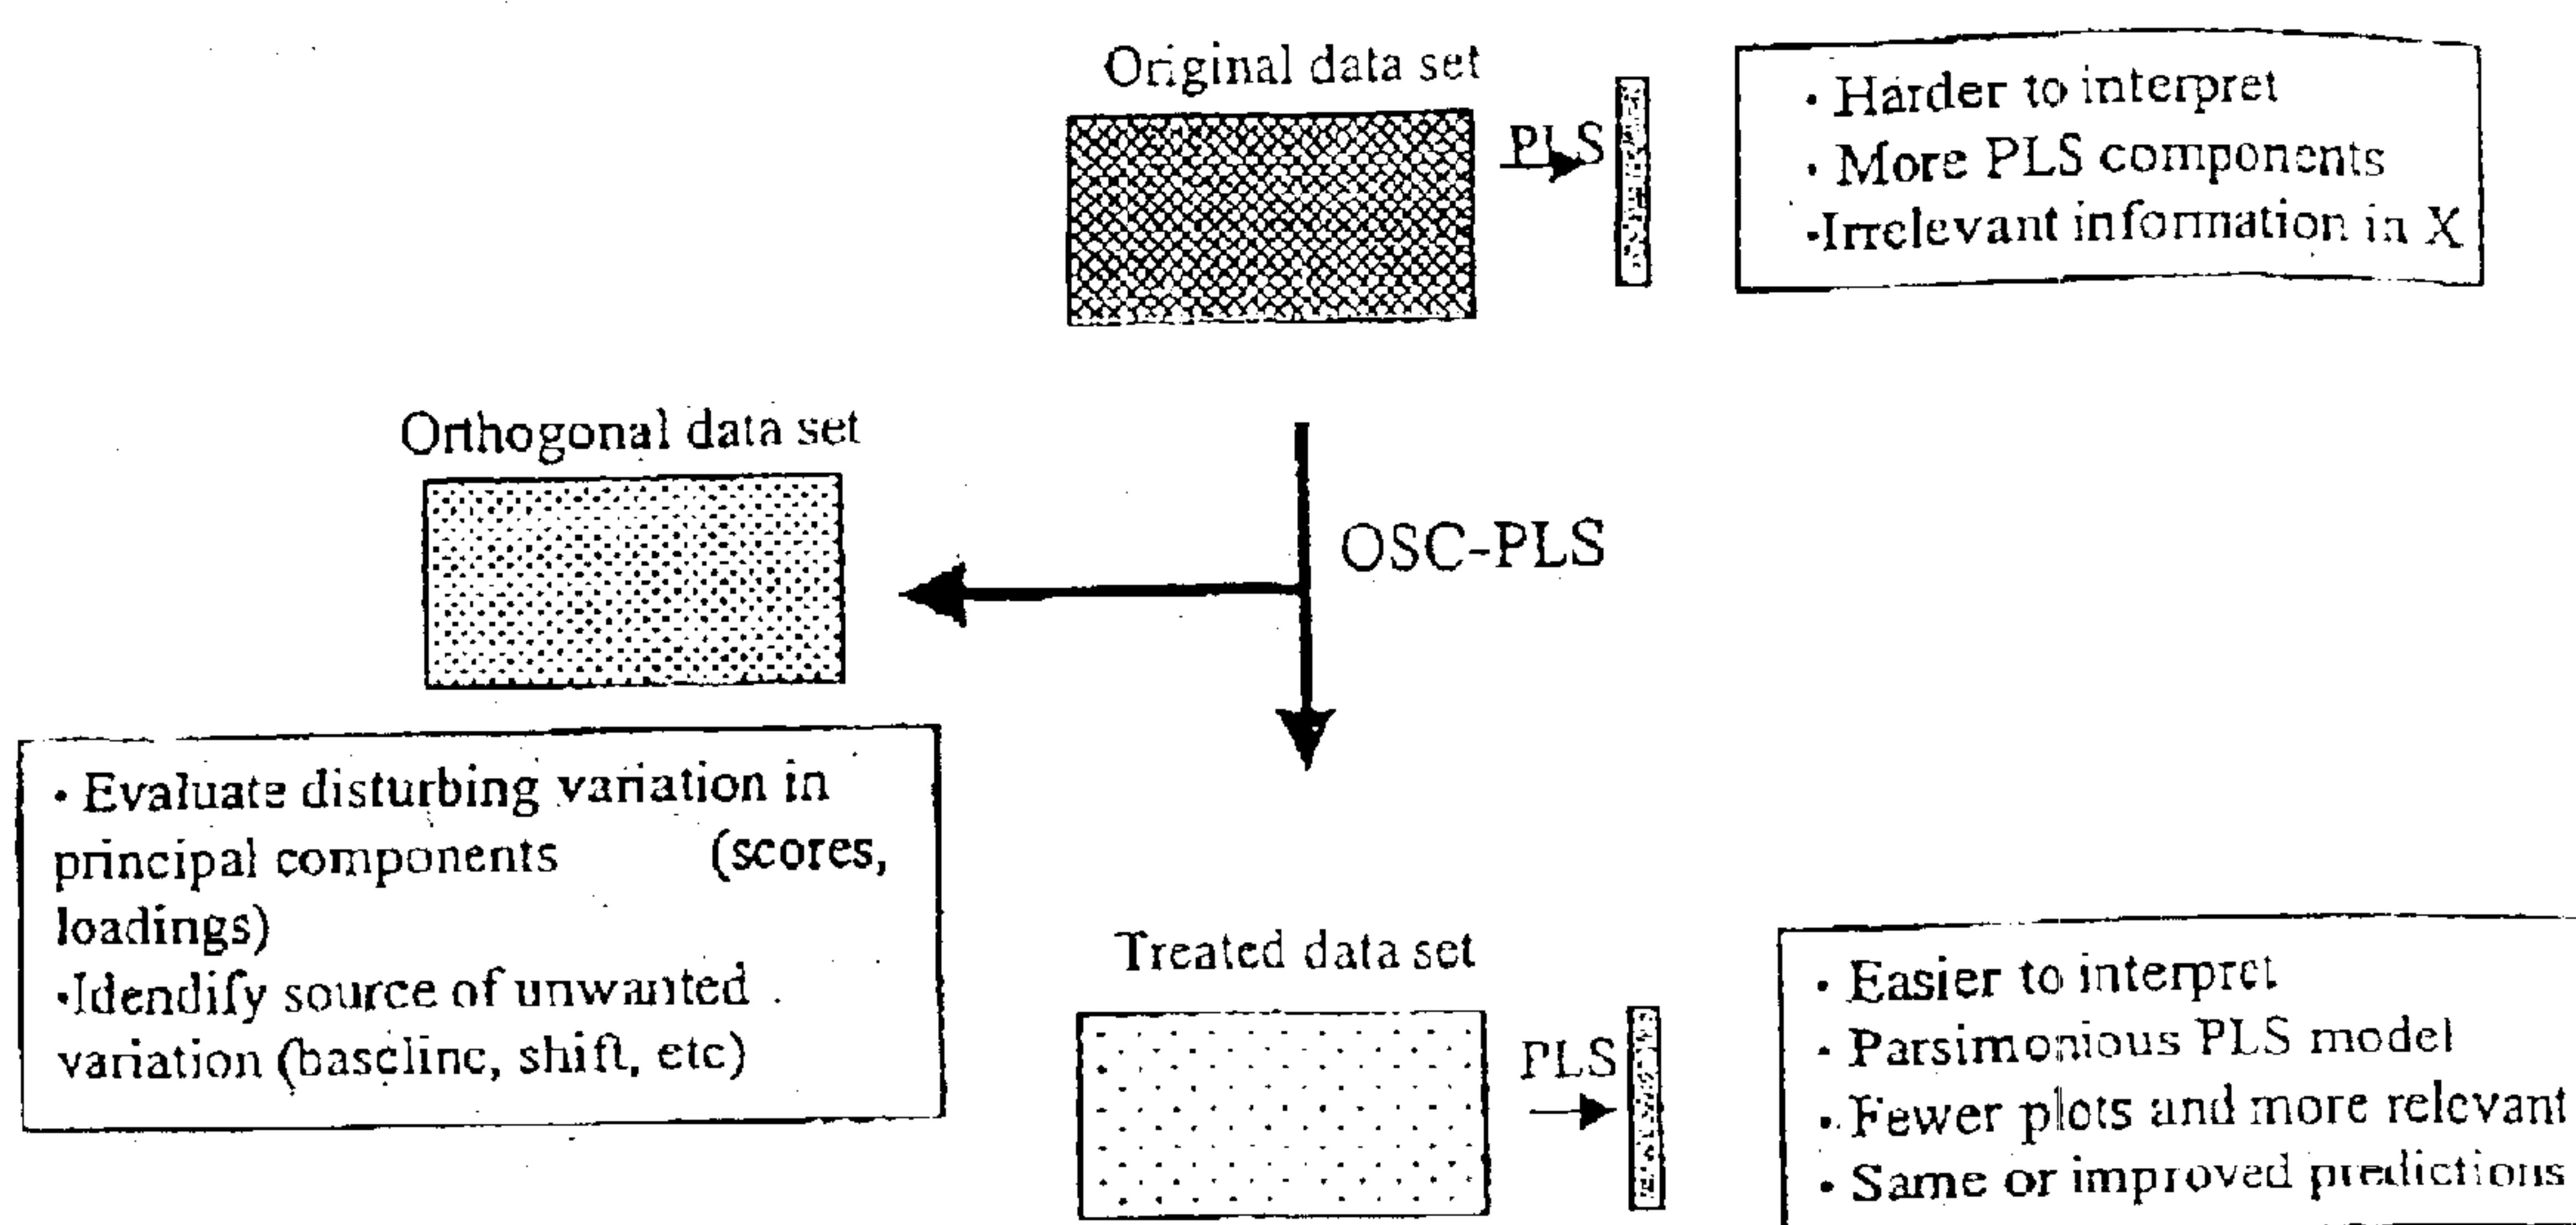 Original data set
PLS
· Harder to interpret
· More PLS components
·Irrelevant information in X
Orthogonal data set
OSC-PLS
· Evaluate disturbing variation in
principal components (scores,
loadings)
·Idendify source of unwanted
variation (baseline, shift, etc)
Treated data set
PLS
· Easier to interpret
· Parsimonious PLS model
· Fewer plots and more relevant
· Same or improved predictions